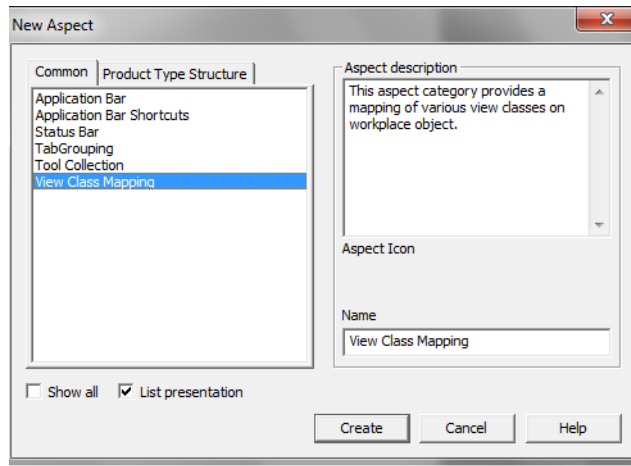 New Aspect
Common
Product Type Structure
Application Bar
Application Bar Shortcuts
Status Bar
TabGrouping
Tool Collection
View Class Mapping
Aspect description
This aspect category provides a
mapping of various view classes on
workplace object.
Aspect Icon
Name
View Class Mapping
Show all
List presentation
Create
Cancel
Help